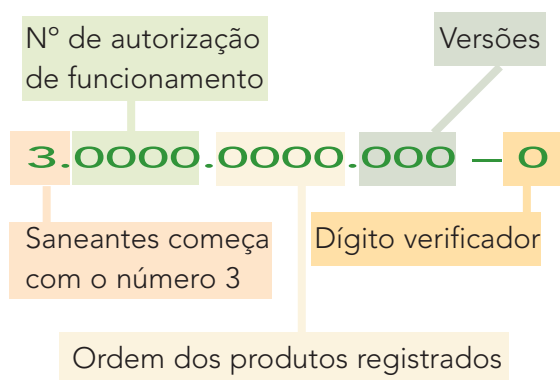 Nº de autorização
de funcionamento
Versões
3.0000.0000.000 – 0
Saneantes começa
com o número 3
Dígito verificador
Ordem dos produtos registrados